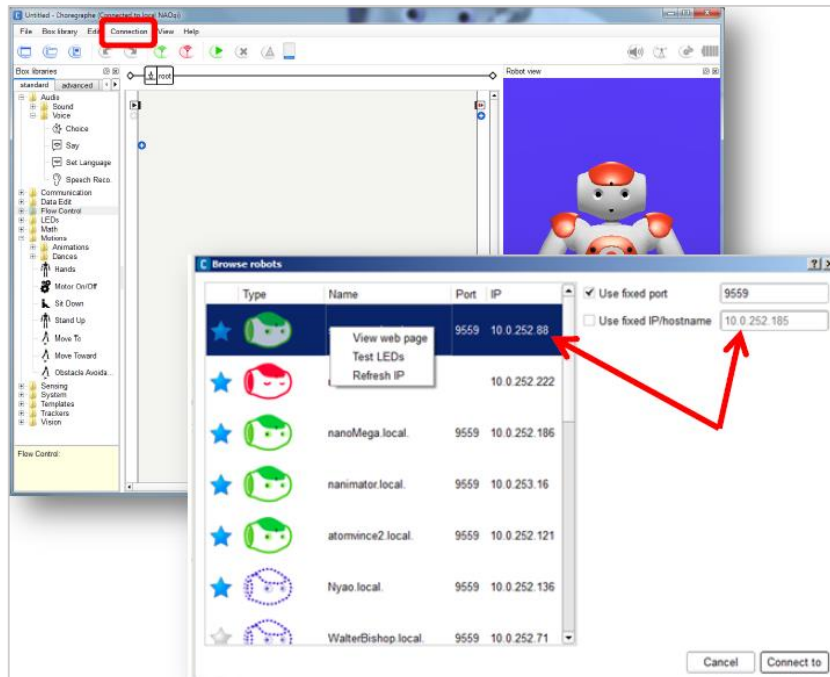 Untitled - Choregraphe (Connected to local NAOqi)
File Box library Edit Connection View Help
Box libraries
standard advanced
root
Robot view
Audio
Sound
Voice
Choice
Say
Set Language
Speech Reco.
Communication
Data Edit
Flow Control
LEDs
Math
Motions
Animations
Dances
Hands
Motor On/Off
Sit Down
Stand Up
Move To
Move Toward
Obstacle Avoida...
Sensing
System
Templates
Trackers
Vision
Flow Control:
Browse robots
Type Name Port IP
9559 10.0.252.88
View web page
Test LEDs
Refresh IP
10.0.252.222
nanoMega.local. 9559 10.0.252.186
nanimator.local. 9559 10.0.253.16
atomvince2.local. 9559 10.0.252.121
Nyao.local. 9559 10.0.252.136
WalterBishop.local. 9559 10.0.252.71
Use fixed port 9559
Use fixed IP/hostname 10.0.252.185
Cancel Connect to